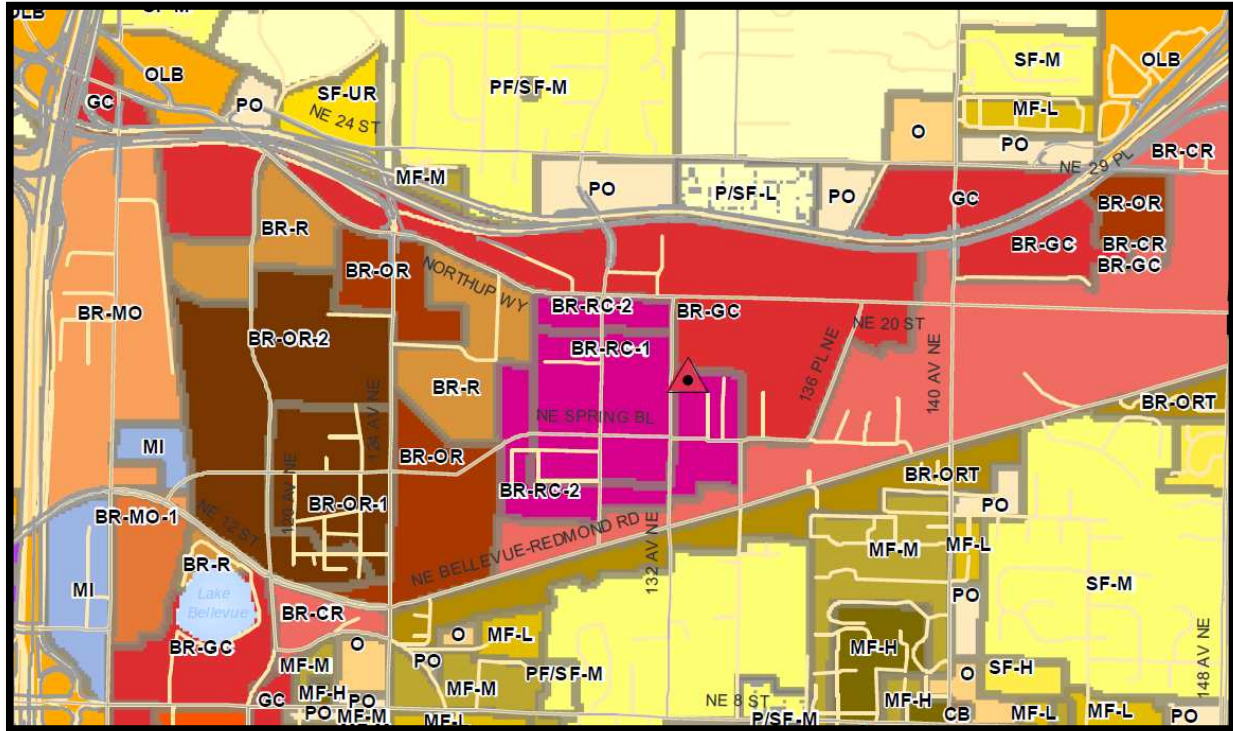 OLB
SF-M
OLB
GC
PO
SF-UR
NE 24 ST
PF/SF-M
SF-M
MF-L
OLB
O
PO
NE 29 PL
BR-CR
MF-M
PO
P/SF-L
PO
GC
BR-OR
BR-R
BR-OR
NORTHUP WY
BR-GC
BR-CR
BR-GC
BR-MO
BR-OR-2
BR-RC-2
BR-GC
NE 20 ST
BR-RC-1
136 PL NE
140 AV NE
BR-R
BR-ORT
NE SPRING BL
124 AV NE
MI
BR-OR
BR-ORT
120 AV NE
BR-OR-1
BR-RC-2
PO
BR-MO-1
NE 12 ST
NE BELLEVUE-REDMOND RD
132 AV NE
MF-M
MF-L
BR-R
MI
Lake
Bellevue
SF-M
PO
BR-CR
BR-GC
O
O
MF-L
MF-M
PO
PF/SF-M
MF-H
O
SF-H
148 AV NE
MF-M
MF-H
PO
GC
PO
MF-M
MF-L
NE 8 ST
P/SF-M
MF-H
CB
MF-L
MF-L
PO